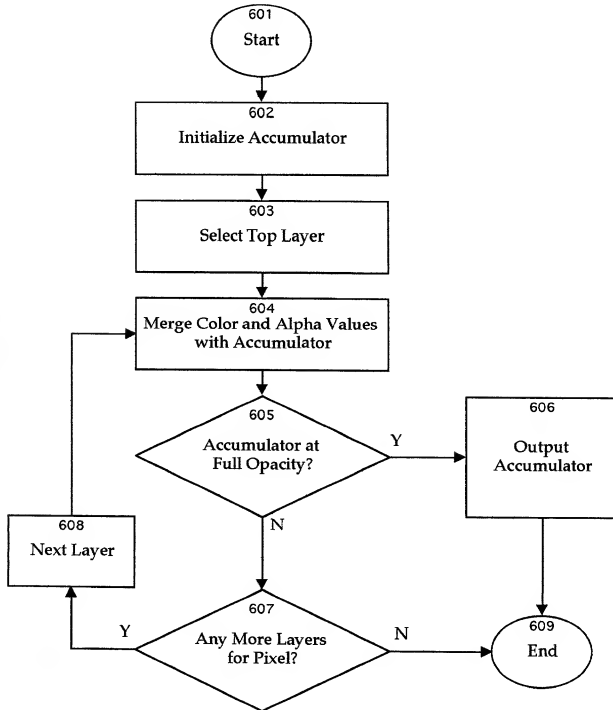 601
Start
602
Initialize Accumulator
603
Select Top Layer
604
Merge Color and Alpha Values
with Accumulator
605
Accumulator at
Full Opacity?
Y
606
Output
Accumulator
N
608
Next Layer
607
Any More Layers
for Pixel?
Y
N
609
End